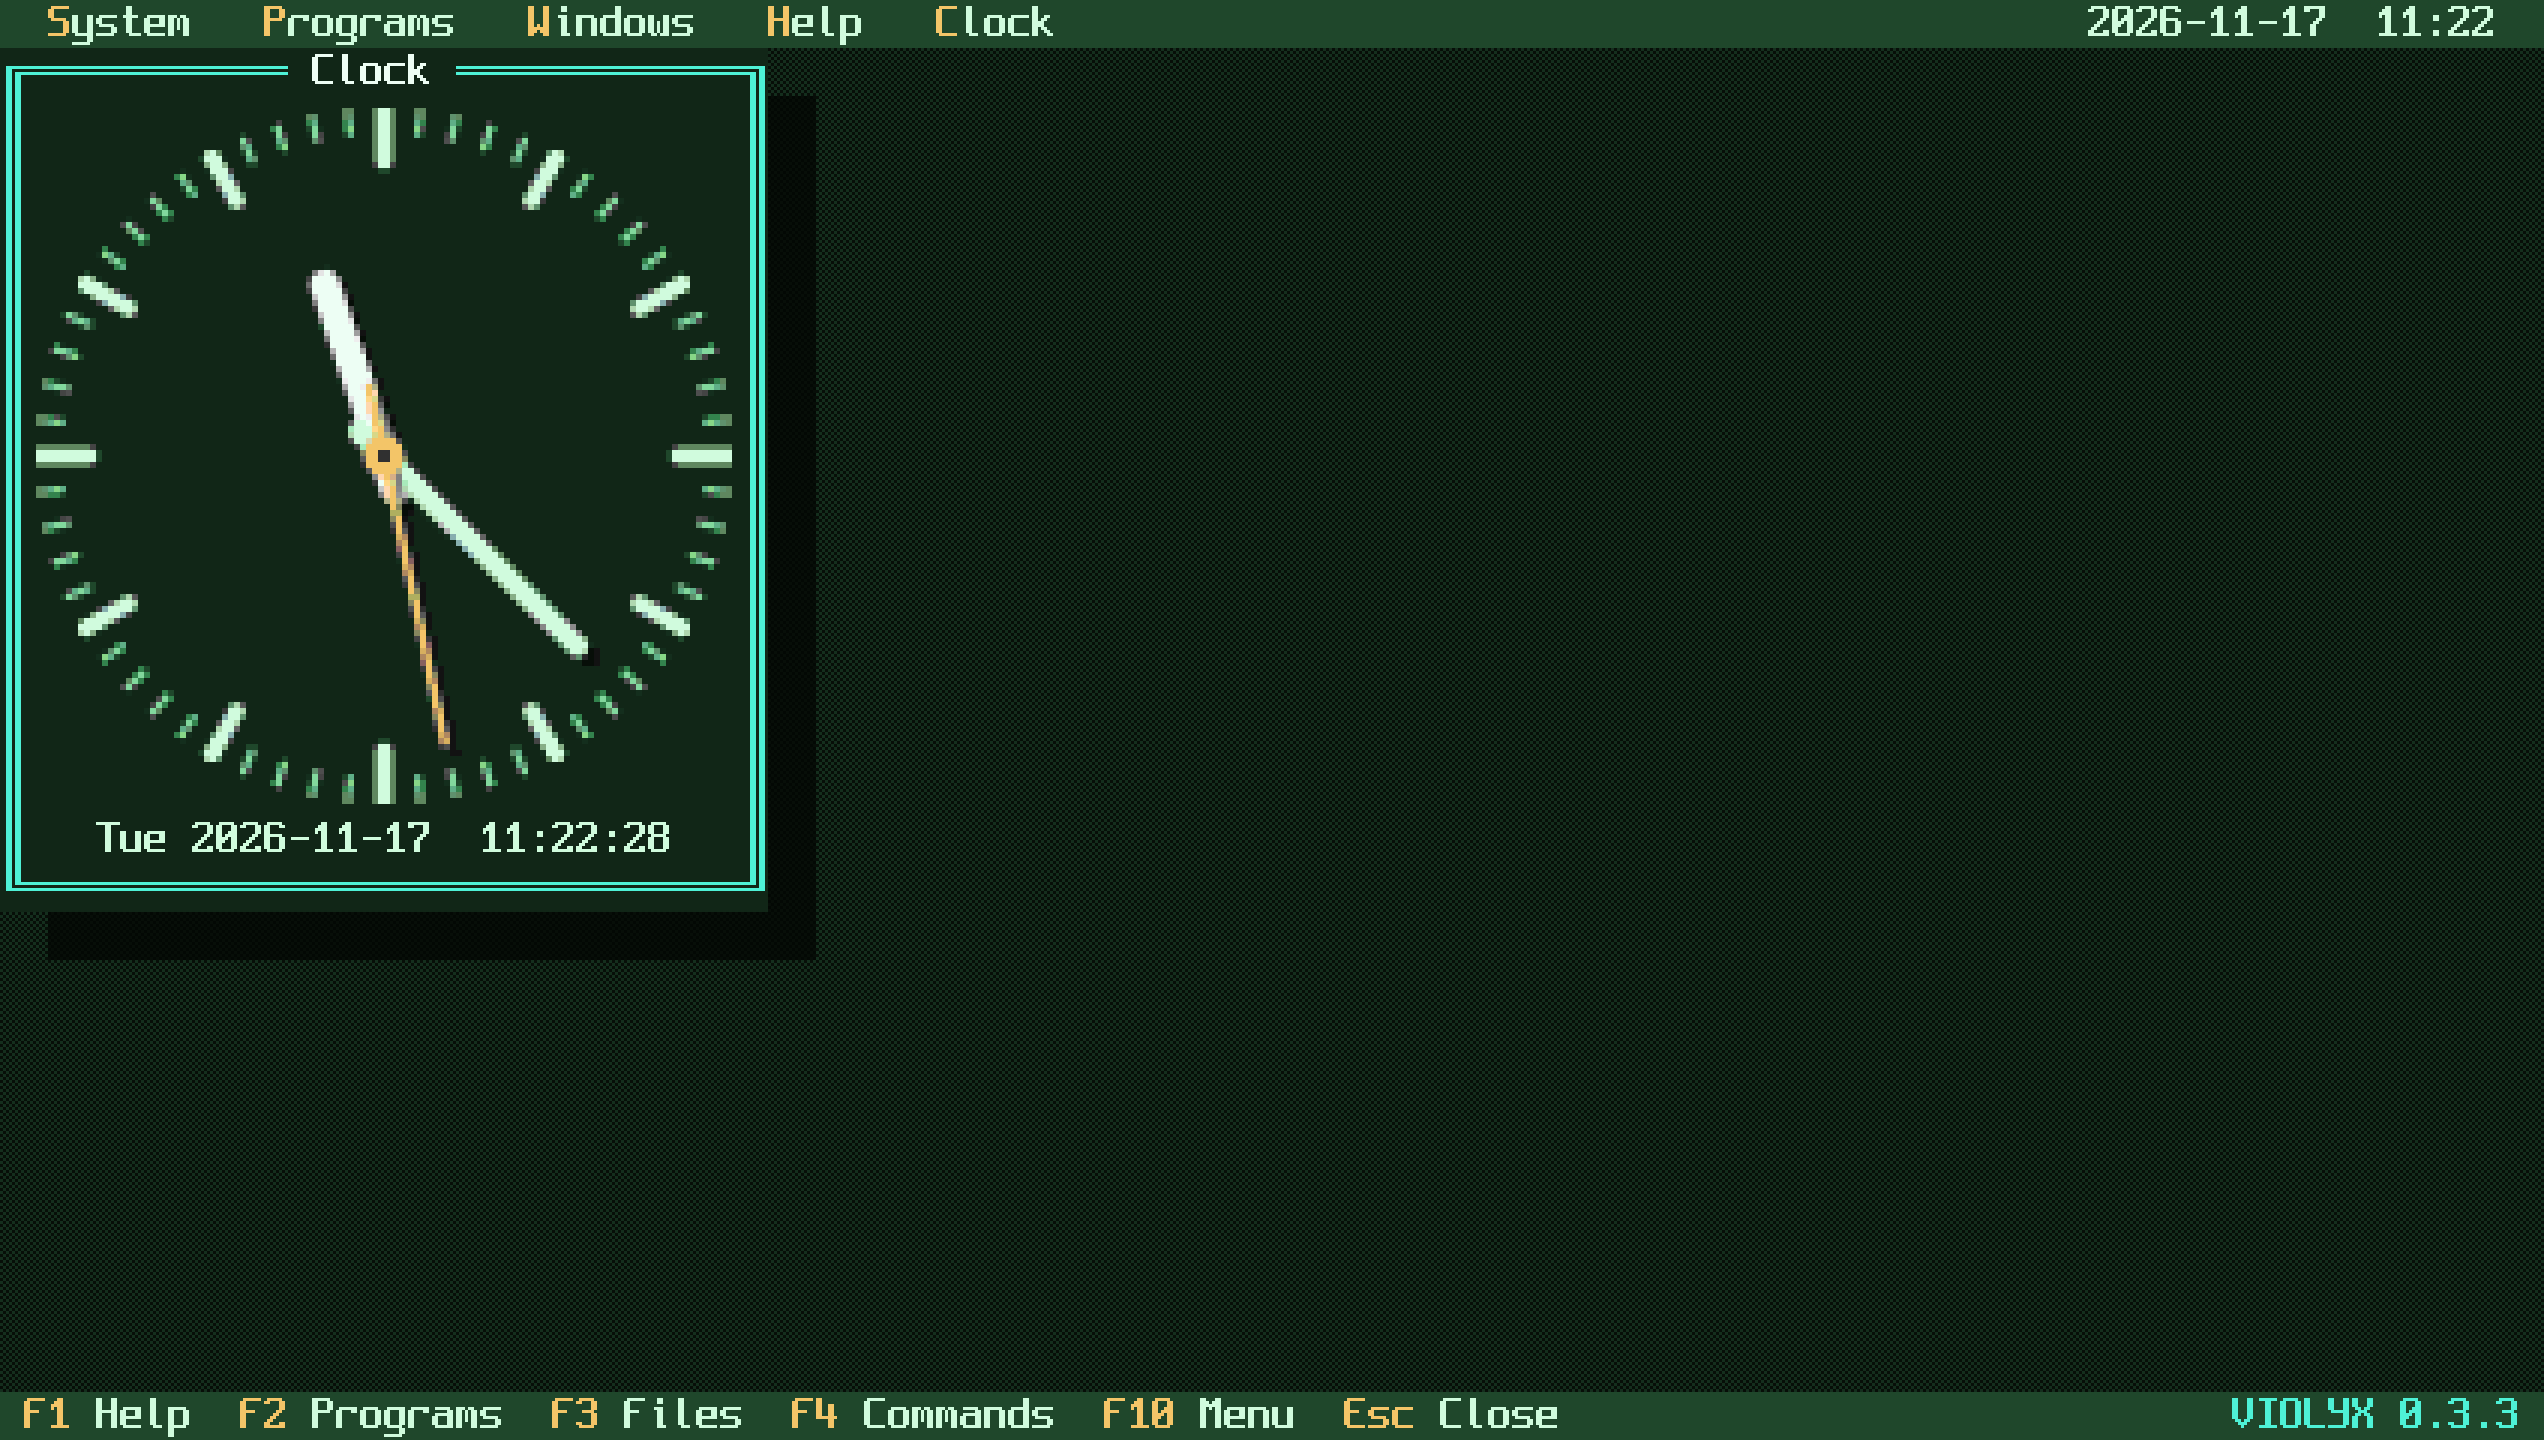 System Programs Windows Help Clock 2026-11-17 11:22
Clock
Tue 2026-11-17 11:22:28
F1 Help F2 Programs F3 Files F4 Commands F10 Menu Esc Close VIOLYX 0.3.3